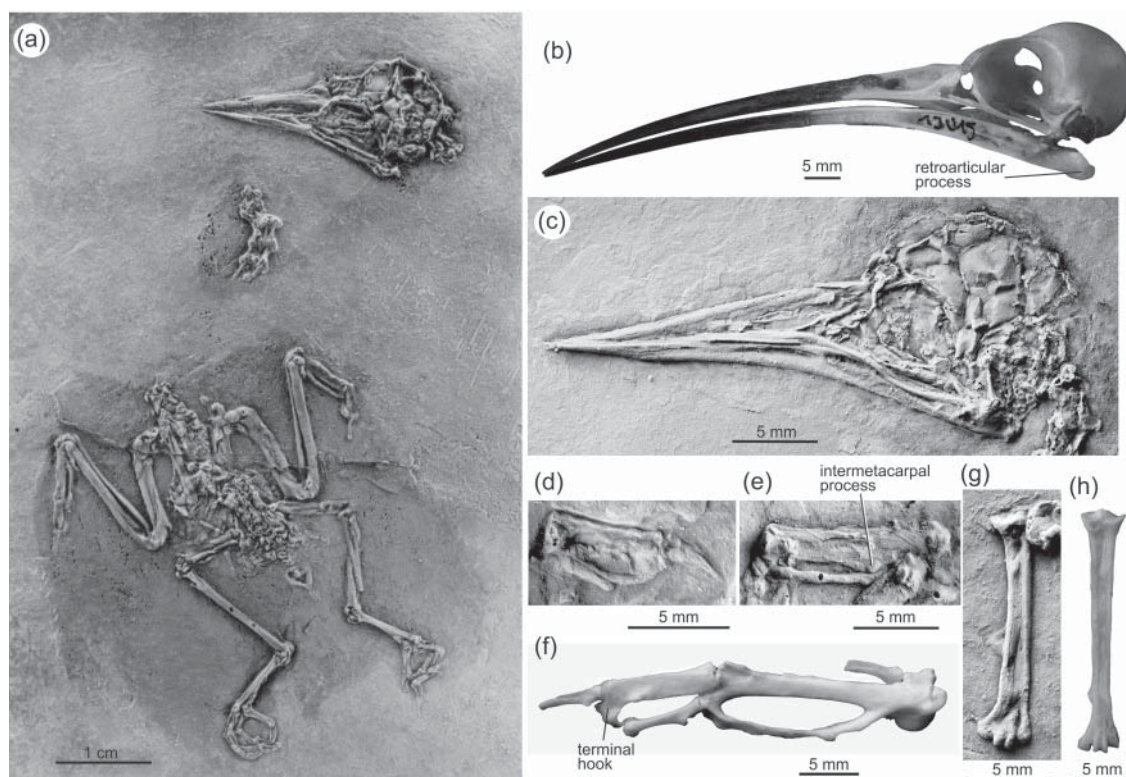 (a)
1 cm
(b)
5 mm
retroarticular
process
(c)
5 mm
(d)
5 mm
(e)
intermetacarpal
process
5 mm
(f)
terminal
hook
5 mm
(g)
5 mm
(h)
5 mm